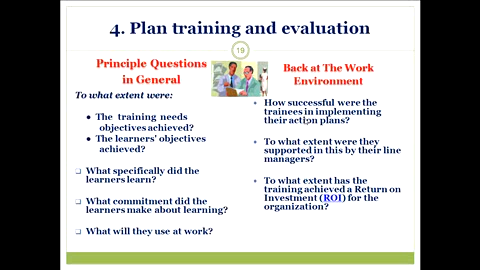 4. Plan training and evaluation
19
Principle Questions
in General
To what extent were:
The training needs
objectives achieved?
The learners' objectives
achieved?
What specifically did the
learners learn?
What commitment did the
learners make about learning?
What will they use at work?
Back at The Work
Environment
How successful were the
trainees in implementing
their action plans?
To what extent were they
supported in this by their line
managers?
To what extent has the
training achieved a Return on
Investment (ROI) for the
organization?